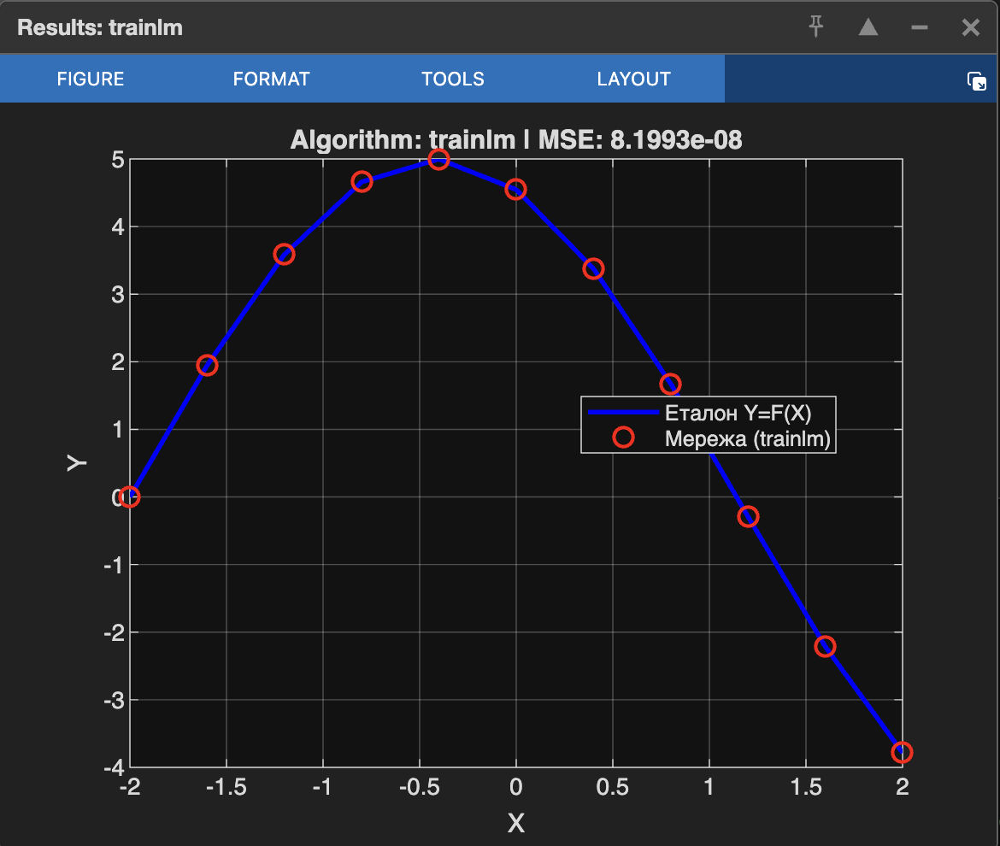 Results: trainlm
FIGURE FORMAT TOOLS LAYOUT
Algorithm: trainlm | MSE: 8.1993e-08
5
4
3
2
1
0
-1
-2
-3
-4
Y
Еталон Y=F(X)
Мережа (trainlm)
-2 -1.5 -1 -0.5 0 0.5 1 1.5 2
X